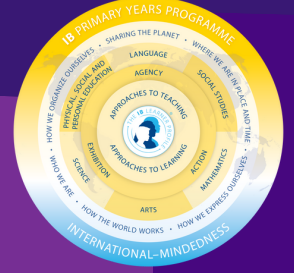 IB PRIMARY YEARS PROGRAMME
SHARING THE PLANET • WHERE WE ARE IN PLACE AND TIME • HOW WE EXPRESS OURSELVES • HOW THE WORLD WORKS • WHO WE ARE • HOW WE ORGANIZE OURSELVES •
LANGUAGE
SOCIAL STUDIES
MATHEMATICS
ARTS
SCIENCE
PHYSICAL, SOCIAL AND
PERSONAL EDUCATION
AGENCY
ACTION
EXHIBITION
APPROACHES TO TEACHING
APPROACHES TO LEARNING
THE IB LEARNER PROFILE
INTERNATIONAL-MINDEDNESS